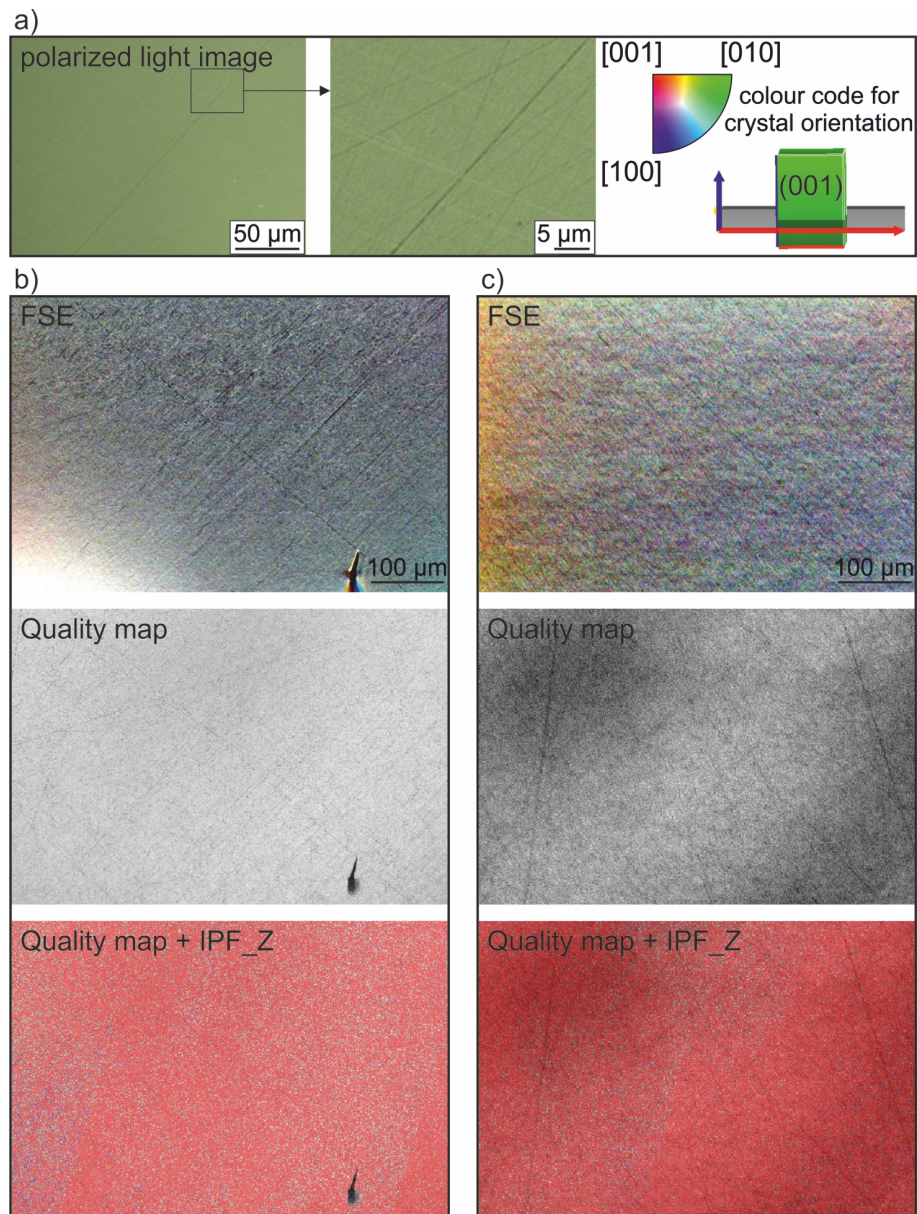 a)
polarized light image
50 µm
5 µm
[001]
[010]
colour code for
crystal orientation
[100]
(001)
b)
FSE
100 µm
Quality map
Quality map + IPF_Z
c)
FSE
100 µm
Quality map
Quality map + IPF_Z